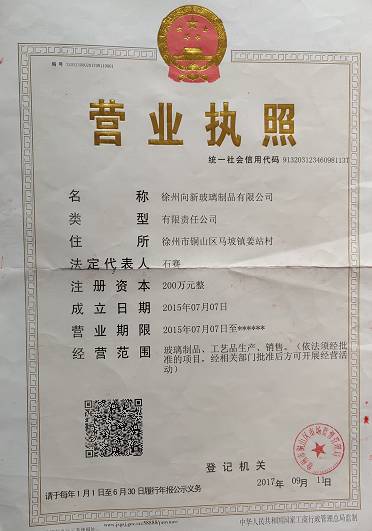 营业执照
统一社会信用代码 91320312346098113T
名称 徐州向新玻璃制品有限公司
类型 有限责任公司
住所 徐州市铜山区马坡镇姜站村
法定代表人 石骞
注册资本 200万元整
成立日期 2015年07月07日
营业期限 2015年07月07日至******
经营范围 玻璃制品、工艺品生产、销售。（依法须经批
准的项目，经相关部门批准后方可开展经营活
动）
登记机关
2017年 09月 11日
请于每年1月1日至6月30日履行年报公示义务
中华人民共和国国家工商行政管理总局监制